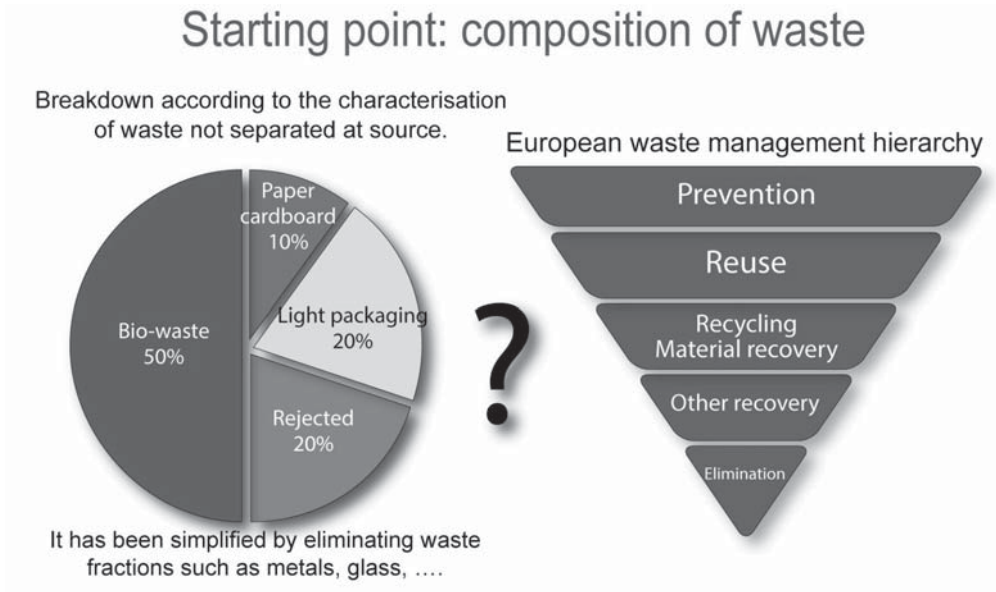 Starting point: composition of waste
Breakdown according to the characterisation
of waste not separated at source.
Paper
cardboard
10%
Light packaging
20%
Bio-waste
50%
Rejected
20%
It has been simplified by eliminating waste
fractions such as metals, glass, ....
?
European waste management hierarchy
Prevention
Reuse
Recycling
Material recovery
Other recovery
Elimination